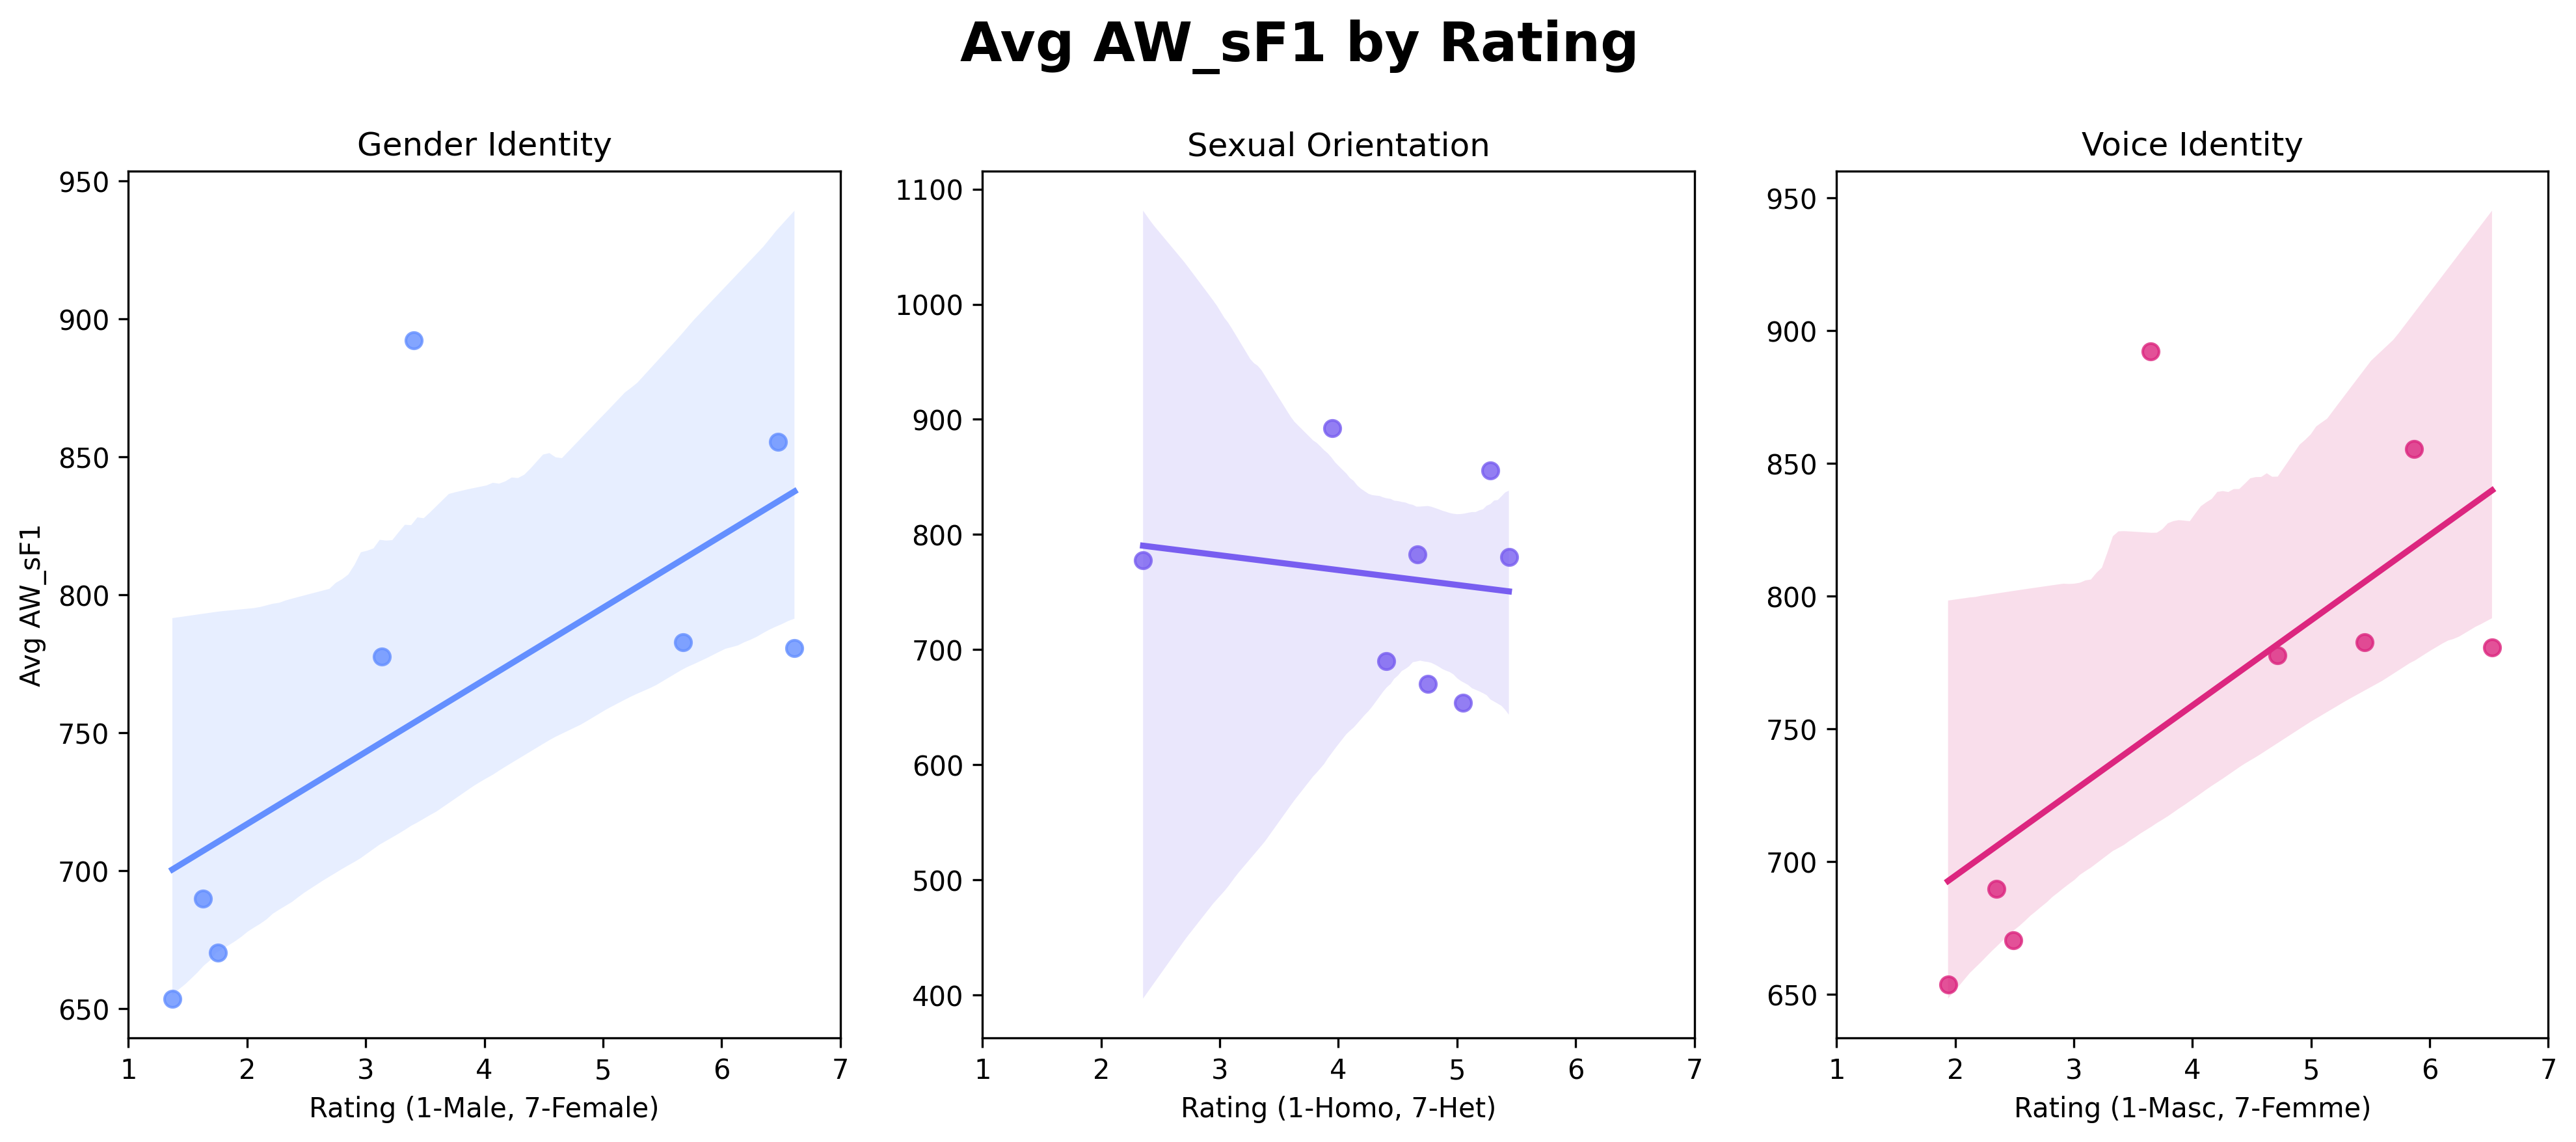 Avg AW_sF1 by Rating
Gender Identity
Sexual Orientation
Voice Identity
Avg AW_sF1
950
900
850
800
750
700
650
1 2 3 4 5 6 7
Rating (1-Male, 7-Female)
1100
1000
900
800
700
600
500
400
1 2 3 4 5 6 7
Rating (1-Homo, 7-Het)
950
900
850
800
750
700
650
1 2 3 4 5 6 7
Rating (1-Masc, 7-Femme)